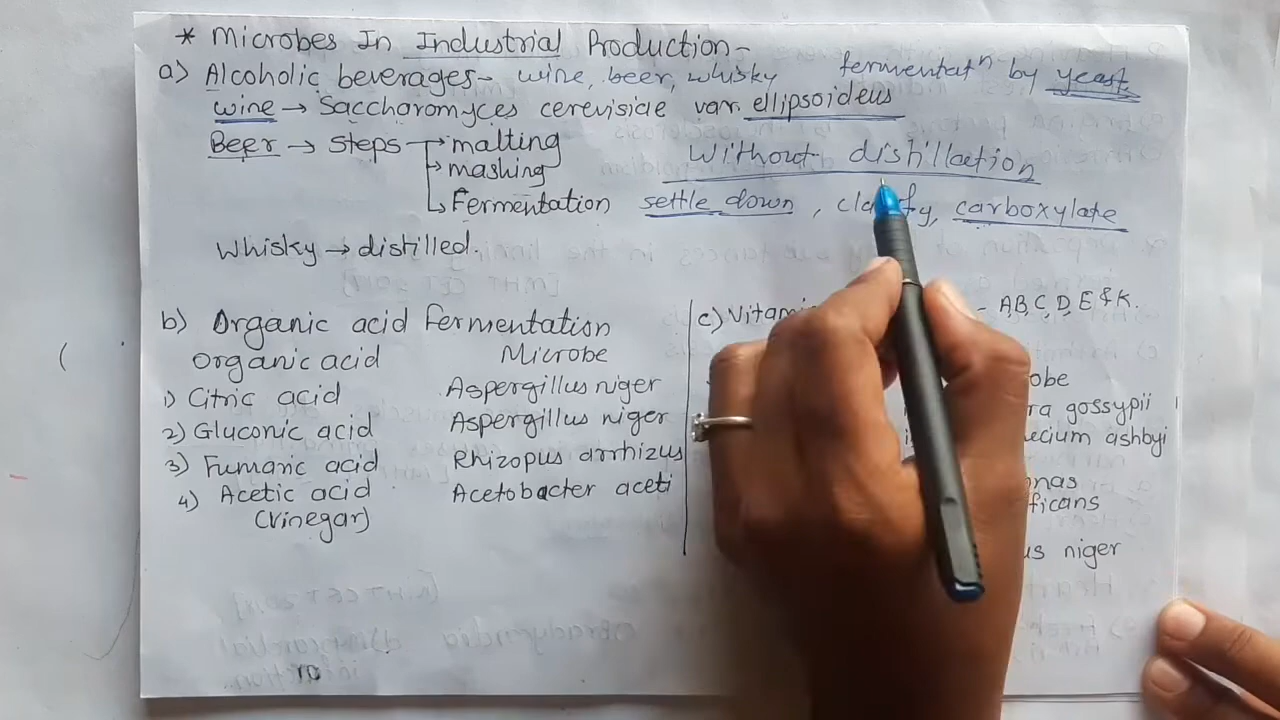 * Microbes In Industrial Production-
a) Alcoholic beverages- wine, beer, whisky fermentatn by yeast
wine → Saccharomyces cerevisiae var. ellipsoideus
Beer → steps → malting
→ mashing
→ Fermentation
Without distillation
settle down, carboxylate
Whisky → distilled.
b) Organic acid fermentation
Organic acid Microbe
1) Citric acid Aspergillus niger
2) Gluconic acid Aspergillus niger
3) Fumaric acid Rhizopus arrhizus
4) Acetic acid Acetobacter aceti
(Vinegar)
c) - A,B,C,D,E & K.
gossypii
ashbyi
niger